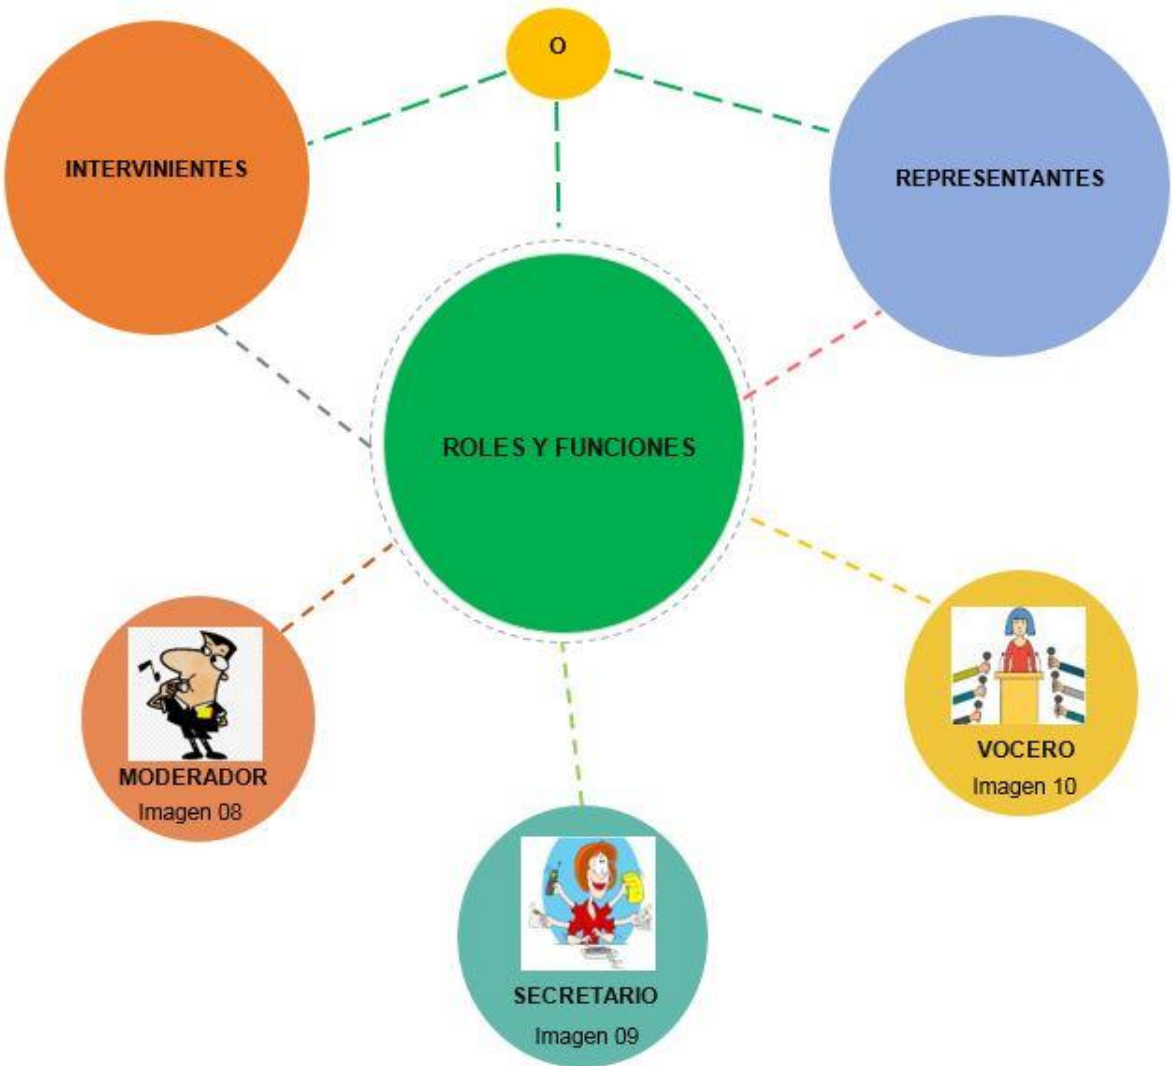 O
INTERVINIENTES
REPRESENTANTES
ROLES Y FUNCIONES
MODERADOR
Imagen 08
VOCERO
Imagen 10
SECRETARIO
Imagen 09